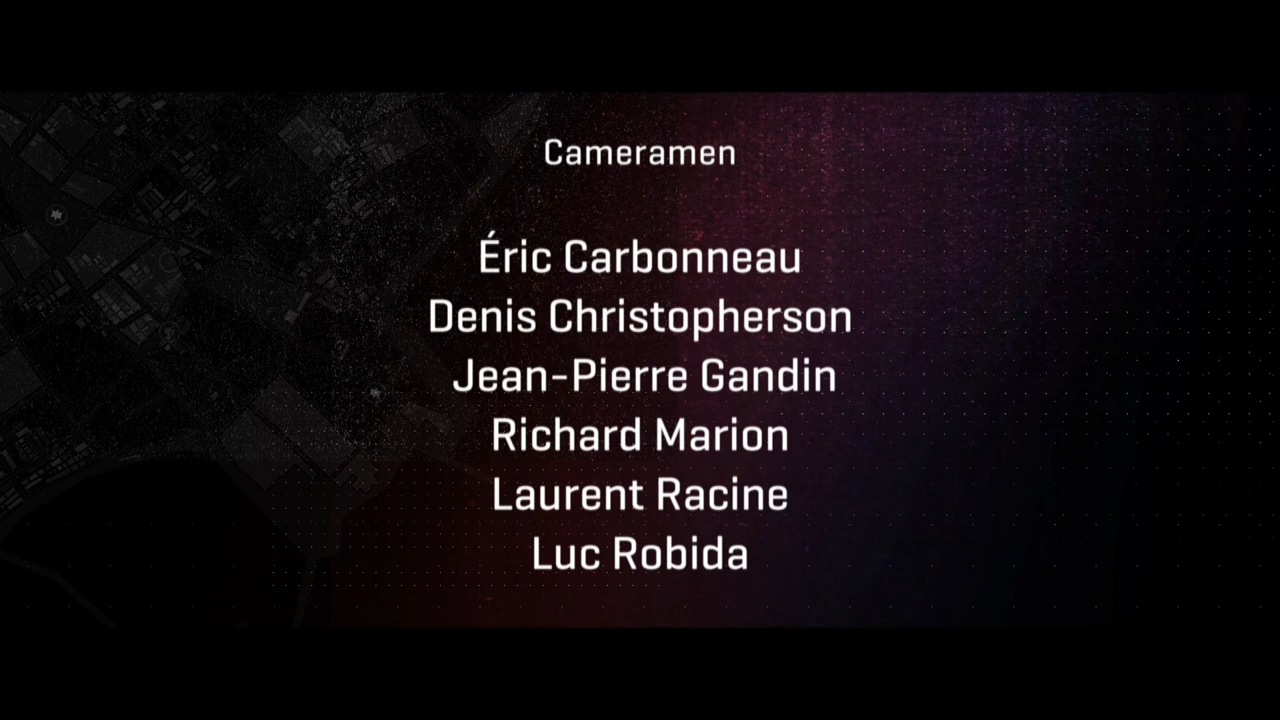 Cameramen
Éric Carbonneau
Denis Christopherson
Jean-Pierre Gandin
Richard Marion
Laurent Racine
Luc Robida